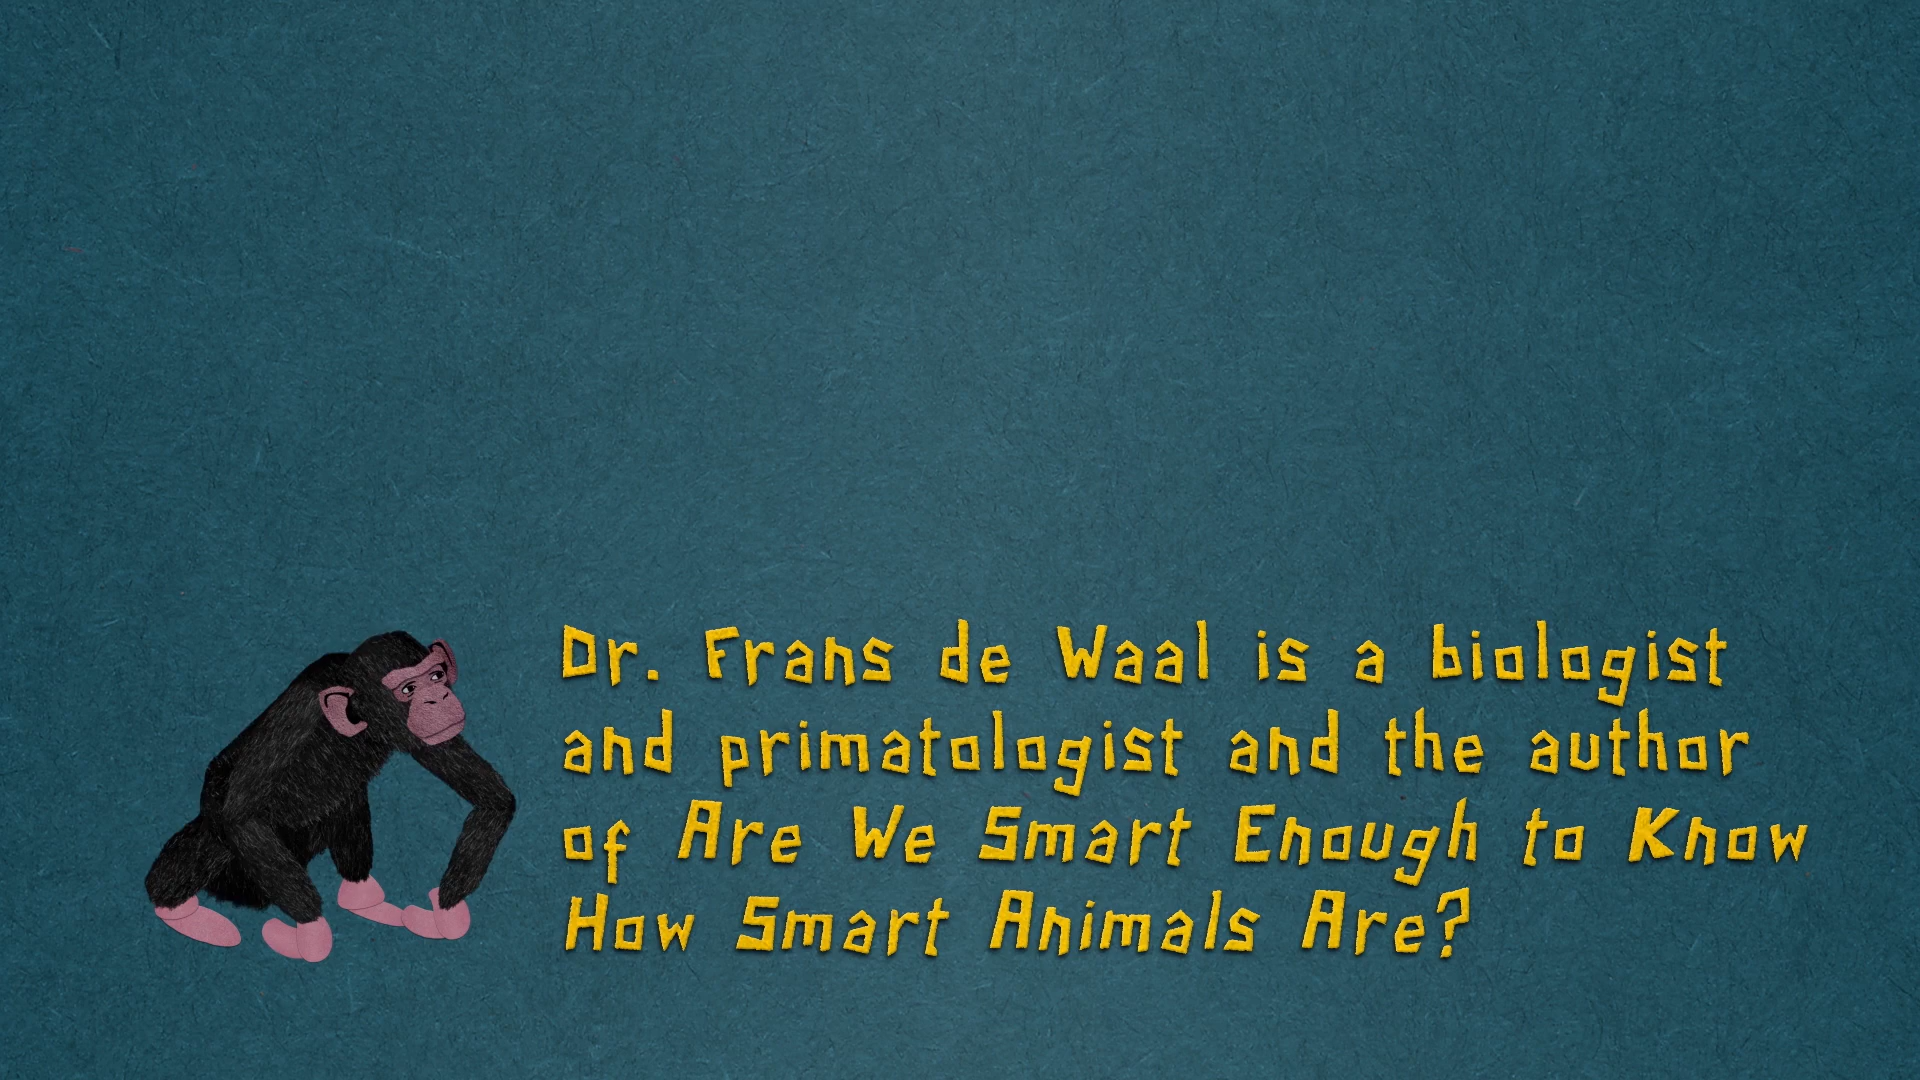 Dr. Frans de Waal is a biologist
and primatologist and the author
of Are We Smart Enough to Know
How Smart Animals Are?